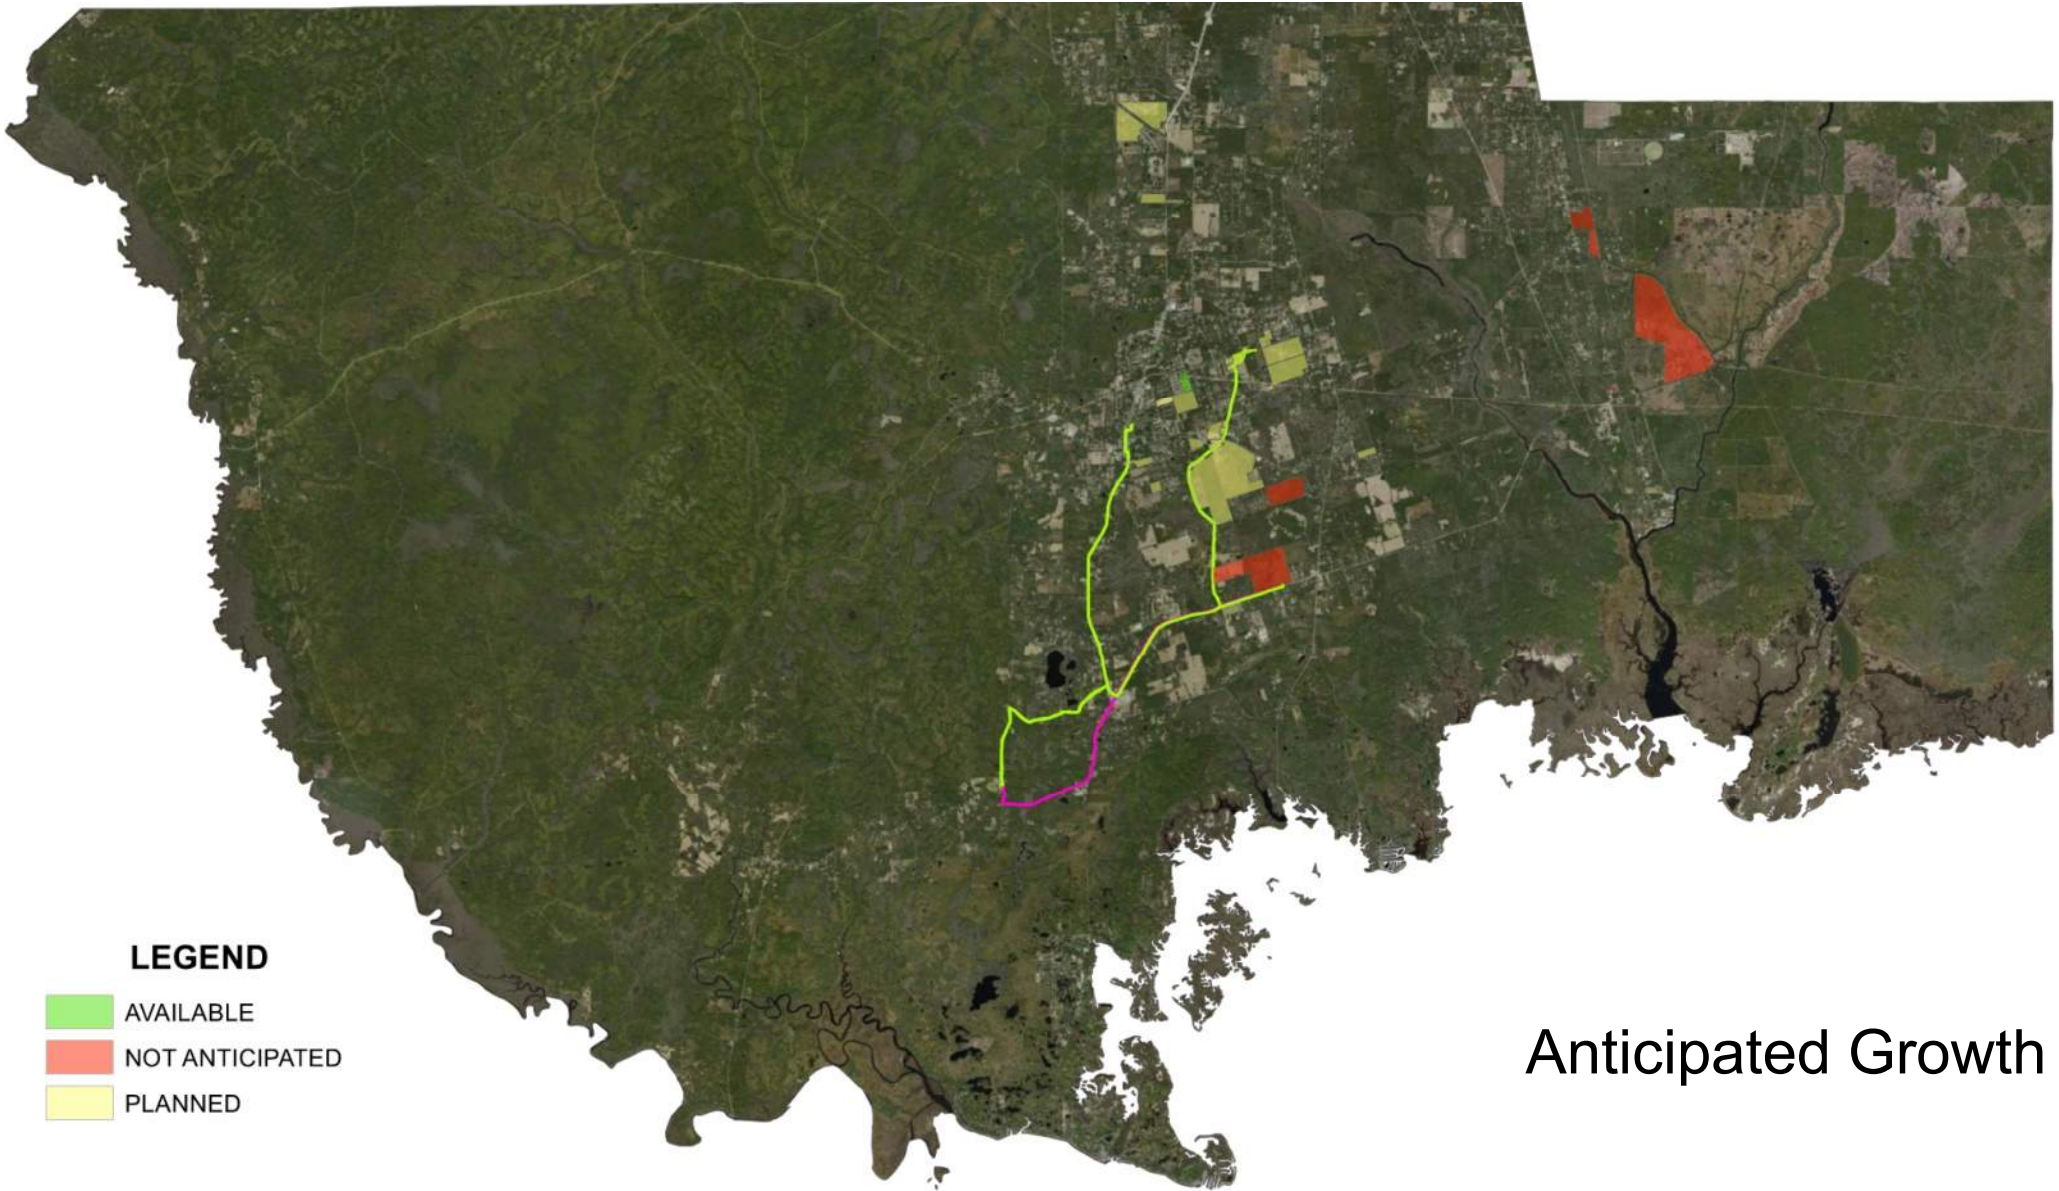 LEGEND
AVAILABLE
NOT ANTICIPATED
PLANNED
Anticipated Growth